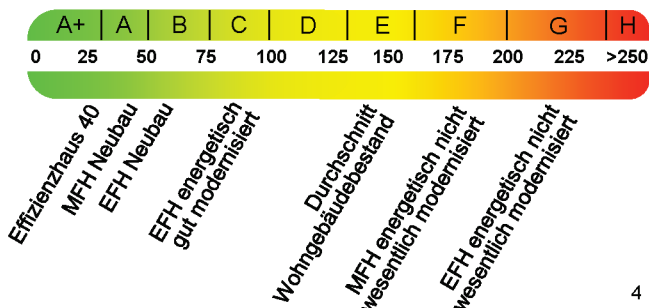 A+ A B C D E F G H
0 25 50 75 100 125 150 175 200 225 >250
Effizienzhaus 40
MFH Neubau
EFH Neubau
EFH energetisch
gut modernisiert
Durchschnitt
Wohngebäudebestand
MFH energetisch nicht
wesentlich modernisiert
EFH energetisch nicht
wesentlich modernisiert
4